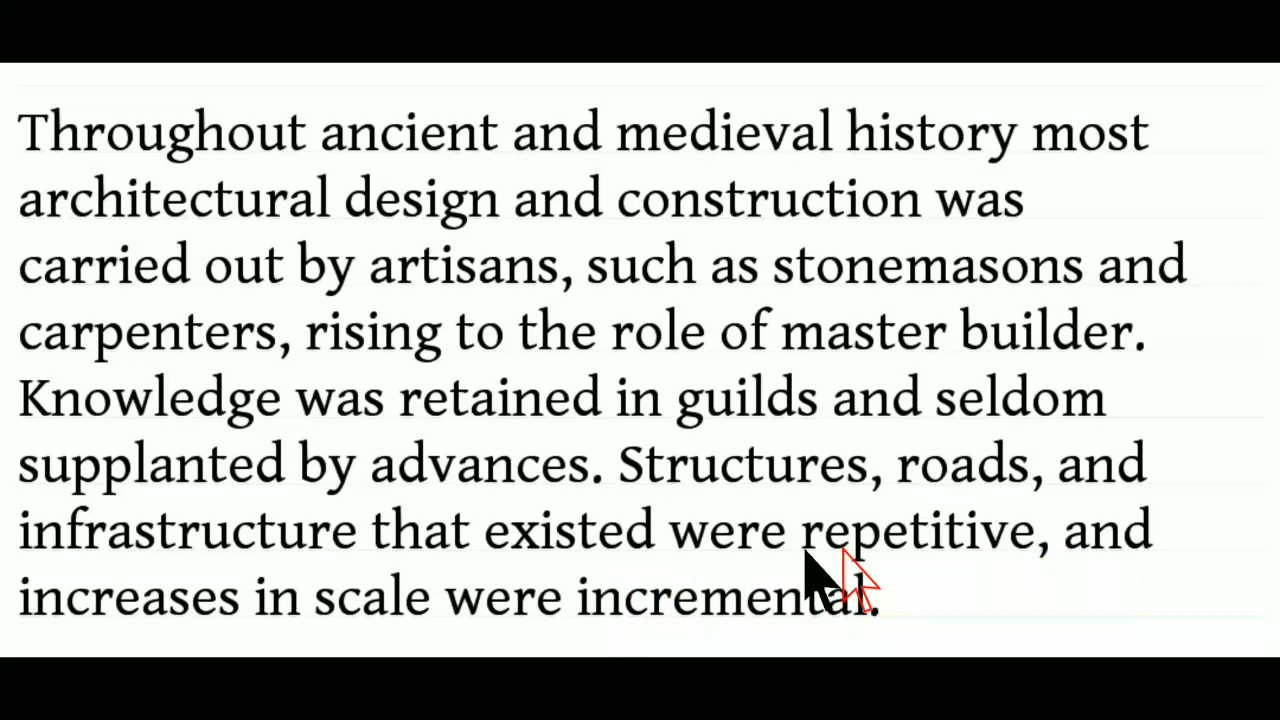 Throughout ancient and medieval history most
architectural design and construction was
carried out by artisans, such as stonemasons and
carpenters, rising to the role of master builder.
Knowledge was retained in guilds and seldom
supplanted by advances. Structures, roads, and
infrastructure that existed were repetitive, and
increases in scale were incremental.